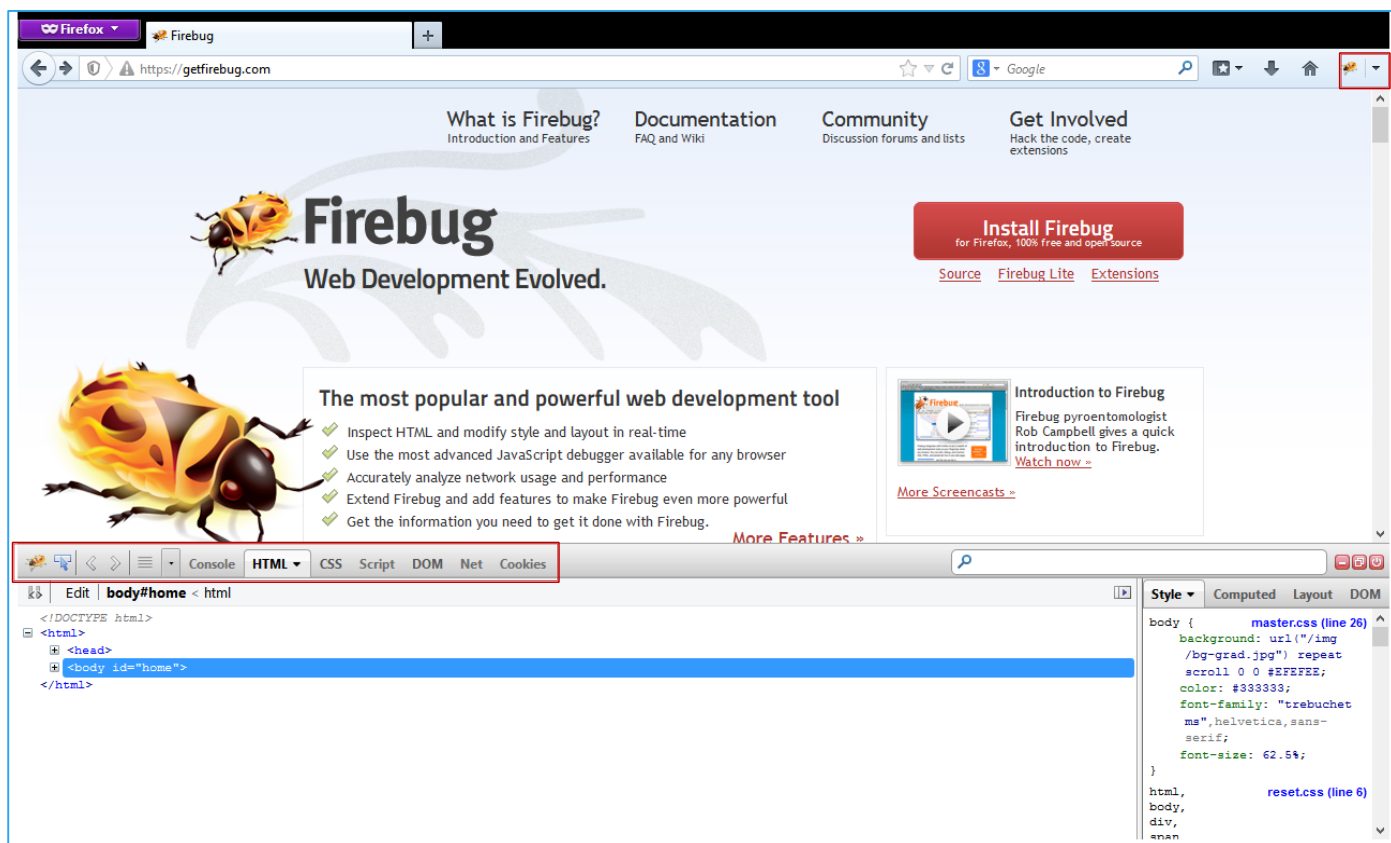 Firefox
Firebug
https://getfirebug.com
Google
What is Firebug?
Introduction and Features
Documentation
FAQ and Wiki
Community
Discussion forums and lists
Get Involved
Hack the code, create
extensions
Firebug
Web Development Evolved.
Install Firebug
for Firefox, 100% free and open source
Source Firebug Lite Extensions
The most popular and powerful web development tool
Inspect HTML and modify style and layout in real-time
Use the most advanced JavaScript debugger available for any browser
Accurately analyze network usage and performance
Extend Firebug and add features to make Firebug even more powerful
Get the information you need to get it done with Firebug.
More Features »
Firebug
Introduction to Firebug
Firebug pyroentomologist
Rob Campbell gives a quick
introduction to Firebug.
Watch now »
More Screencasts »
Console HTML CSS Script DOM Net Cookies
Edit body#home < html
<!DOCTYPE html>
<html>
<head>
<body id="home">
</html>
Style Computed Layout DOM
body { master.css (line 26)
background: url("/img
/bg-grad.jpg") repeat
scroll 0 0 #EFEFEE;
color: #333333;
font-family: "trebuchet
ms",helvetica,sans-
serif;
font-size: 62.5%;
}
html, reset.css (line 6)
body,
div,
span